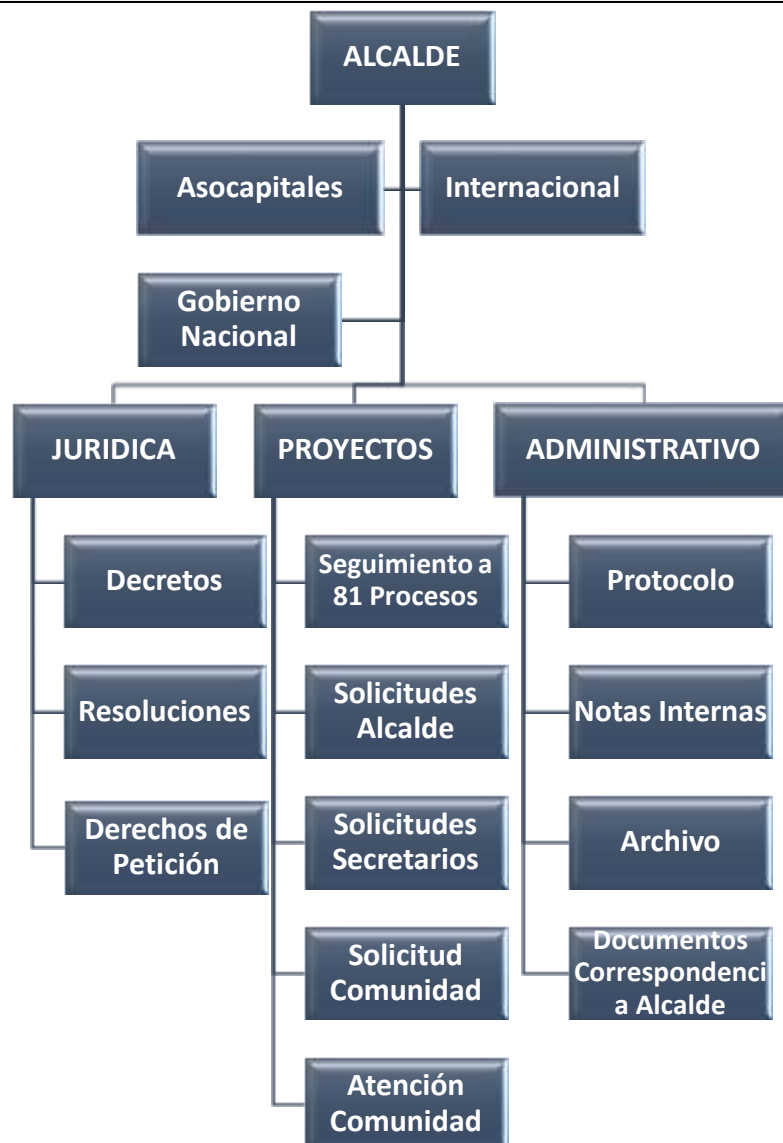 ALCALDE
Asocapitales
Internacional
Gobierno
Nacional
JURIDICA
PROYECTOS
ADMINISTRATIVO
Decretos
Resoluciones
Derechos de
Petición
Seguimiento a
81 Procesos
Solicitudes
Alcalde
Solicitudes
Secretarios
Solicitud
Comunidad
Atención
Comunidad
Protocolo
Notas Internas
Archivo
Documentos
Correspondenci
a Alcalde